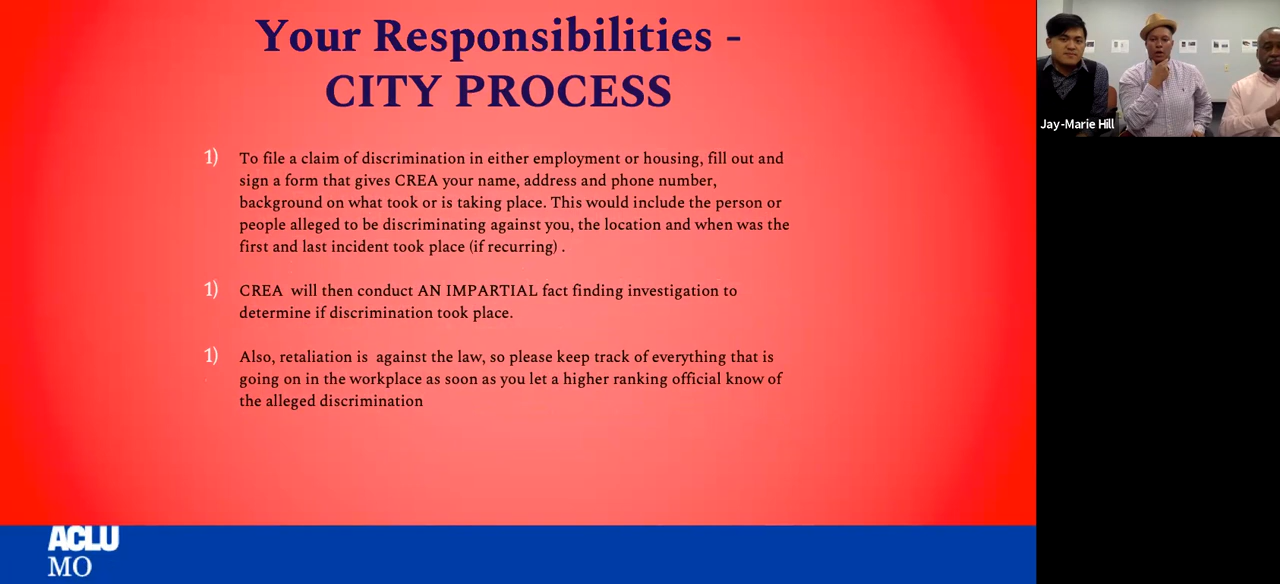 Your Responsibilities -
CITY PROCESS
1) To file a claim of discrimination in either employment or housing, fill out and
sign a form that gives CREA your name, address and phone number,
background on what took or is taking place. This would include the person or
people alleged to be discriminating against you, the location and when was the
first and last incident took place (if recurring) .
1) CREA  will then conduct AN IMPARTIAL fact finding investigation to
determine if discrimination took place.
1) Also, retaliation is  against the law, so please keep track of everything that is
going on in the workplace as soon as you let a higher ranking official know of
the alleged discrimination
ACLU
MO
Jay-Marie Hill